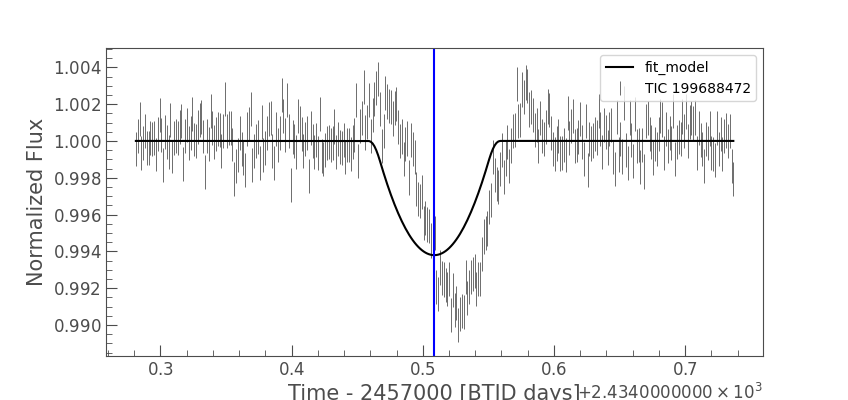 fit_model
TIC 199688472
1.004
1.002
1.000
0.998
0.996
0.994
0.992
0.990
Normalized Flux
0.3 0.4 0.5 0.6 0.7
Time - 2457000 [BTJD days]
+2.4340000000 × 10³